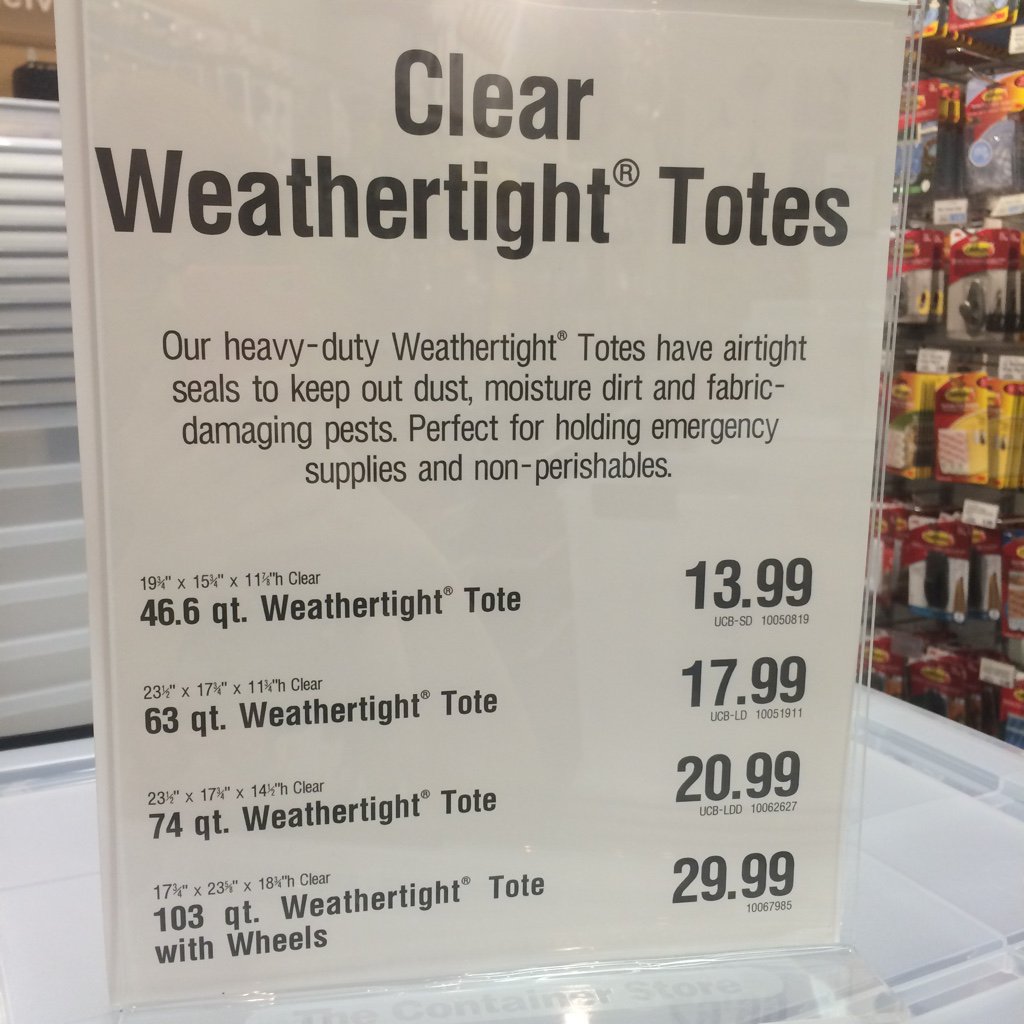 Clear
Weathertight® Totes
Our heavy-duty Weathertight® Totes have airtight
seals to keep out dust, moisture dirt and fabric-
damaging pests. Perfect for holding emergency
supplies and non-perishables.
19¾" x 15¾" x 11⅞"h Clear
46.6 qt. Weathertight® Tote 13.99
UCB-SD 10050819
23½" x 17¾" x 11¾"h Clear
63 qt. Weathertight® Tote 17.99
UCB-LD 10051911
23½" x 17¾" x 14½"h Clear
74 qt. Weathertight® Tote 20.99
UCB-LDD 10062627
17¾" x 23⅝" x 18¾"h Clear
103 qt. Weathertight® Tote 29.99
with Wheels 10067985
The Container Store